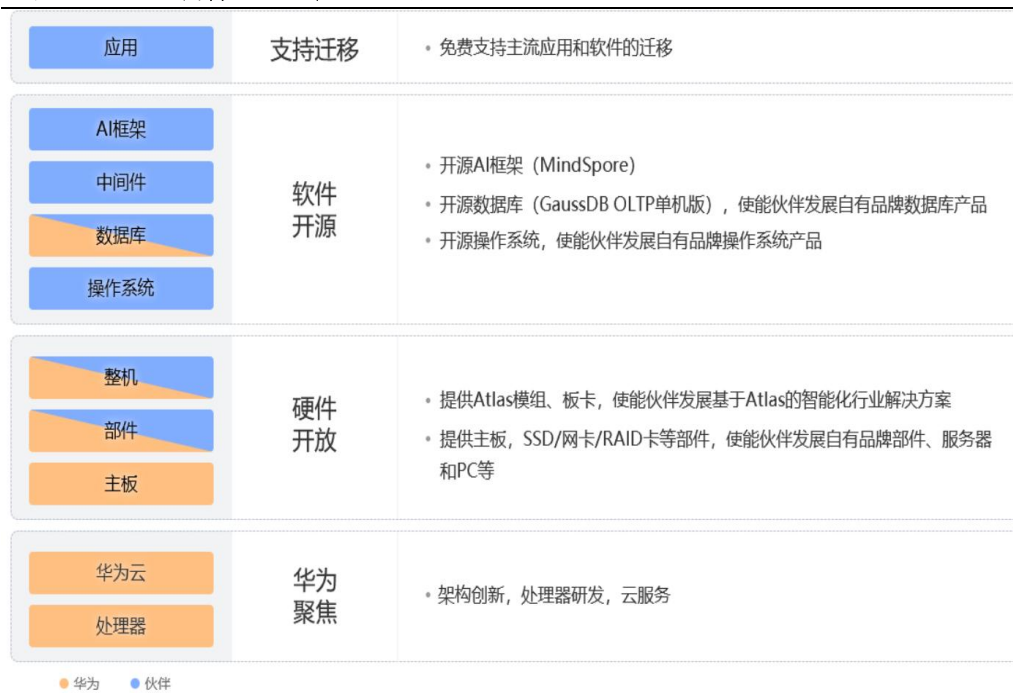 应用
支持迁移
• 免费支持主流应用和软件的迁移
AI框架
中间件
数据库
操作系统
软件
开源
• 开源AI框架（MindSpore）
• 开源数据库（GaussDB OLTP单机版），使能伙伴发展自有品牌数据库产品
• 开源操作系统，使能伙伴发展自有品牌操作系统产品
整机
部件
主板
硬件
开放
• 提供Atlas模组、板卡，使能伙伴发展基于Atlas的智能化行业解决方案
• 提供主板，SSD/网卡/RAID卡等部件，使能伙伴发展自有品牌部件、服务器
和PC等
华为云
处理器
华为
聚焦
• 架构创新，处理器研发，云服务
华为 伙伴